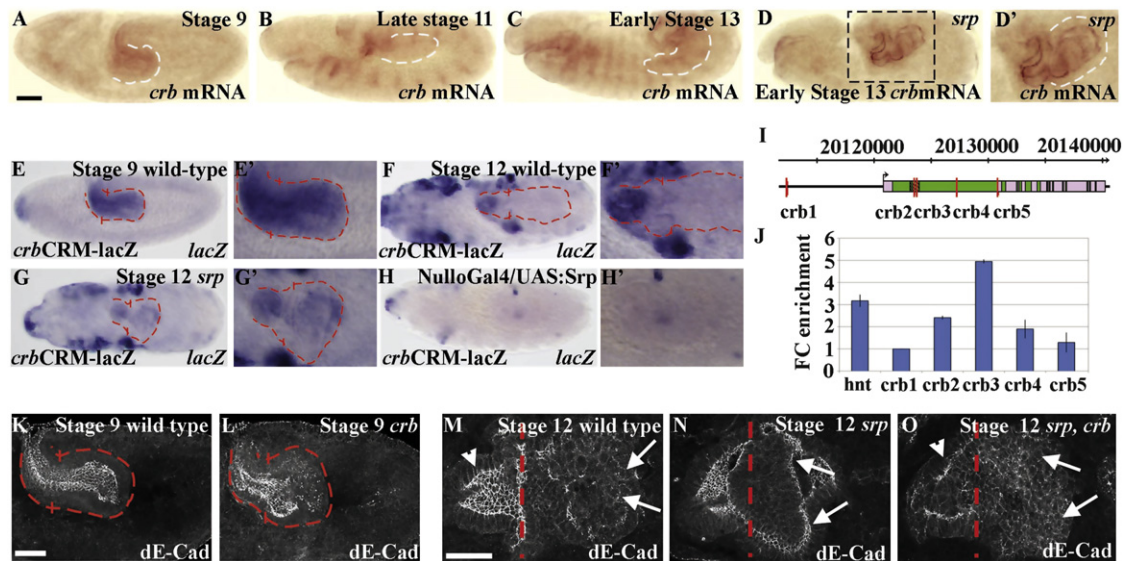 A Stage 9
crb mRNA
B Late stage 11
crb mRNA
C Early Stage 13
crb mRNA
D srp
Early Stage 13 crbmRNA
D' srp
crb mRNA
E Stage 9 wild-type
crbCRM-lacZ lacZ
E'
F Stage 12 wild-type
crbCRM-lacZ lacZ
F'
G Stage 12 srp
crbCRM-lacZ lacZ
G'
H NulloGal4/UAS:Srp
crbCRM-lacZ lacZ
H'
I
20120000 20130000 20140000
crb1 crb2 crb3 crb4 crb5
J
FC enrichment
6
5
4
3
2
1
0
hnt crb1 crb2 crb3 crb4 crb5
K Stage 9 wild type
dE-Cad
L Stage 9 crb
dE-Cad
M Stage 12 wild type
dE-Cad
N Stage 12 srp
dE-Cad
O Stage 12 srp, crb
dE-Cad